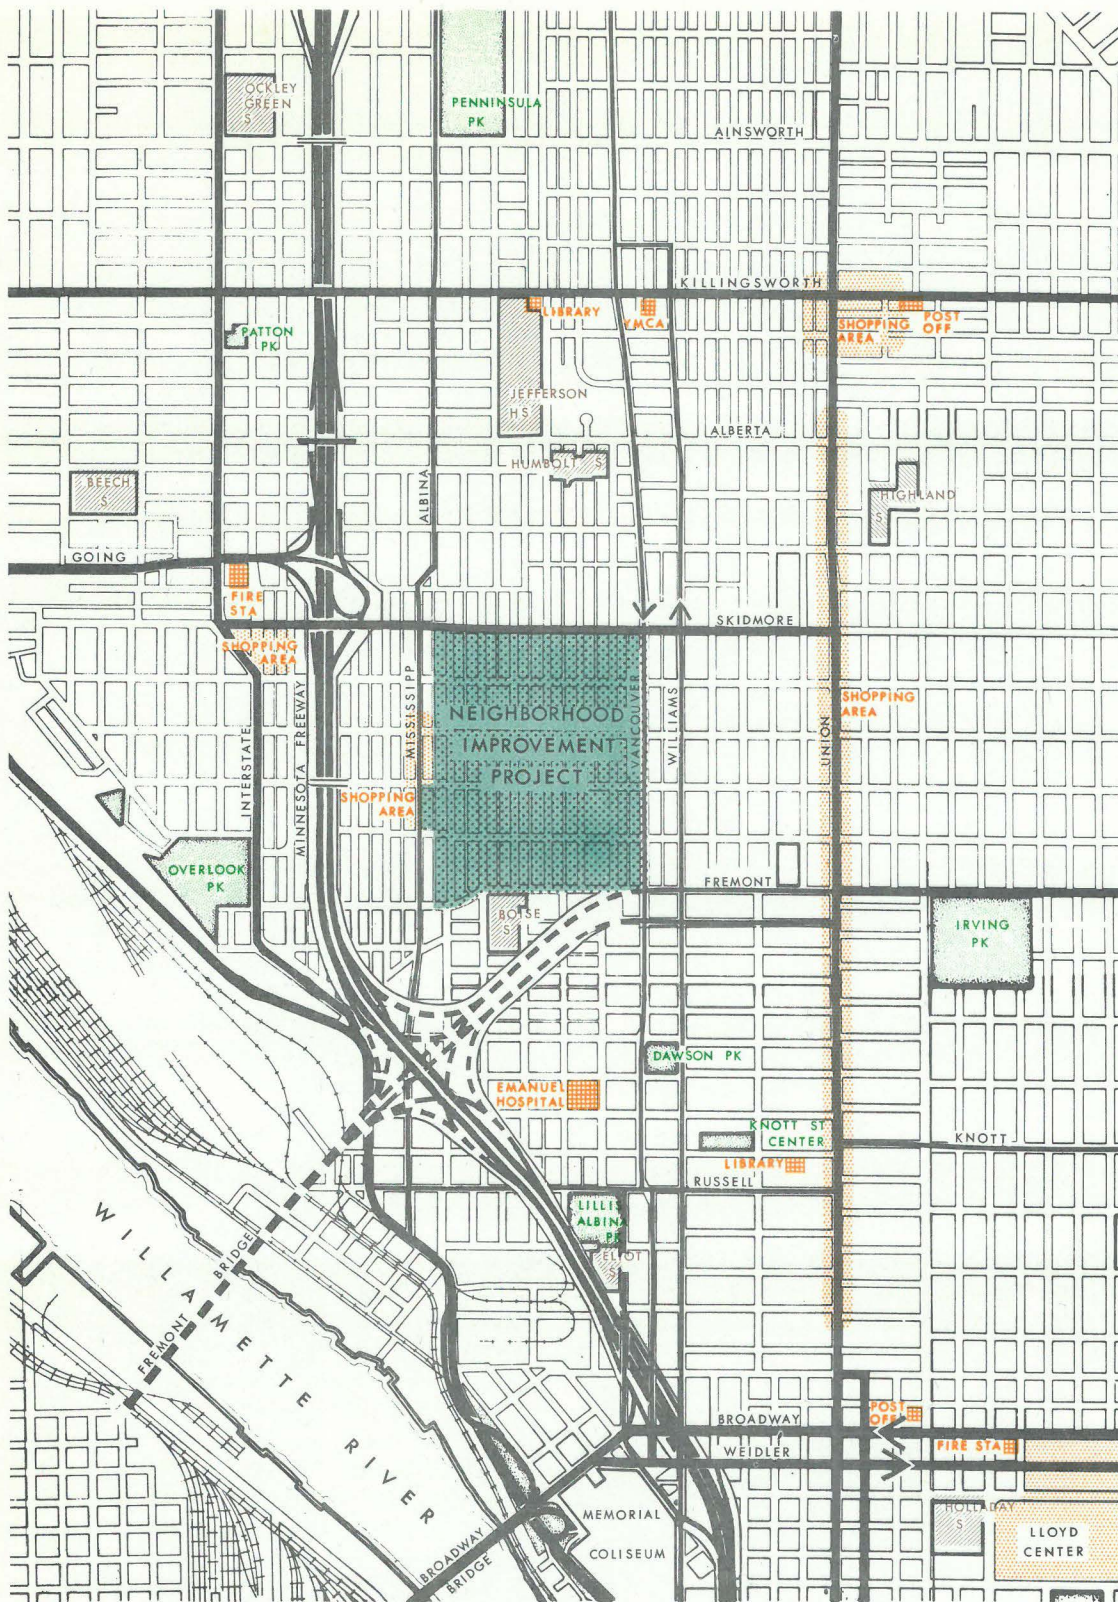 OCKLEY
GREEN
S
PENNINSULA
PK
AINSWORTH
KILLINGSWORTH
LIBRARY
YMCA
SHOPPING
AREA
POST
OFF
PATTON
PK
JEFFERSON
HS
ALBERTA
HUMBOLT S
BEECH
S
ALBINA
HIGHLAND
S
GOING
FIRE
STA
SKIDMORE
SHOPPING
AREA
MISSISSIPP
NEIGHBORHOOD
IMPROVEMENT
PROJECT
VANCOUVER
WILLIAMS
UNION
SHOPPING
AREA
INTERSTATE
MINNESOTA FREEWAY
SHOPPING
AREA
OVERLOOK
PK
FREMONT
BOISE
S
IRVING
PK
DAWSON PK
EMANUEL
HOSPITAL
KNOTT ST
CENTER
KNOTT
LIBRARY
RUSSELL
LILLIS
ALBINA
PK
ELIOT
S
WILLAMETTE RIVER
FREMONT BRIDGE
POST
OFF
BROADWAY
WEIDLER
FIRE STA
HOLLADAY
S
LLOYD
CENTER
MEMORIAL
COLISEUM
BROADWAY
BRIDGE